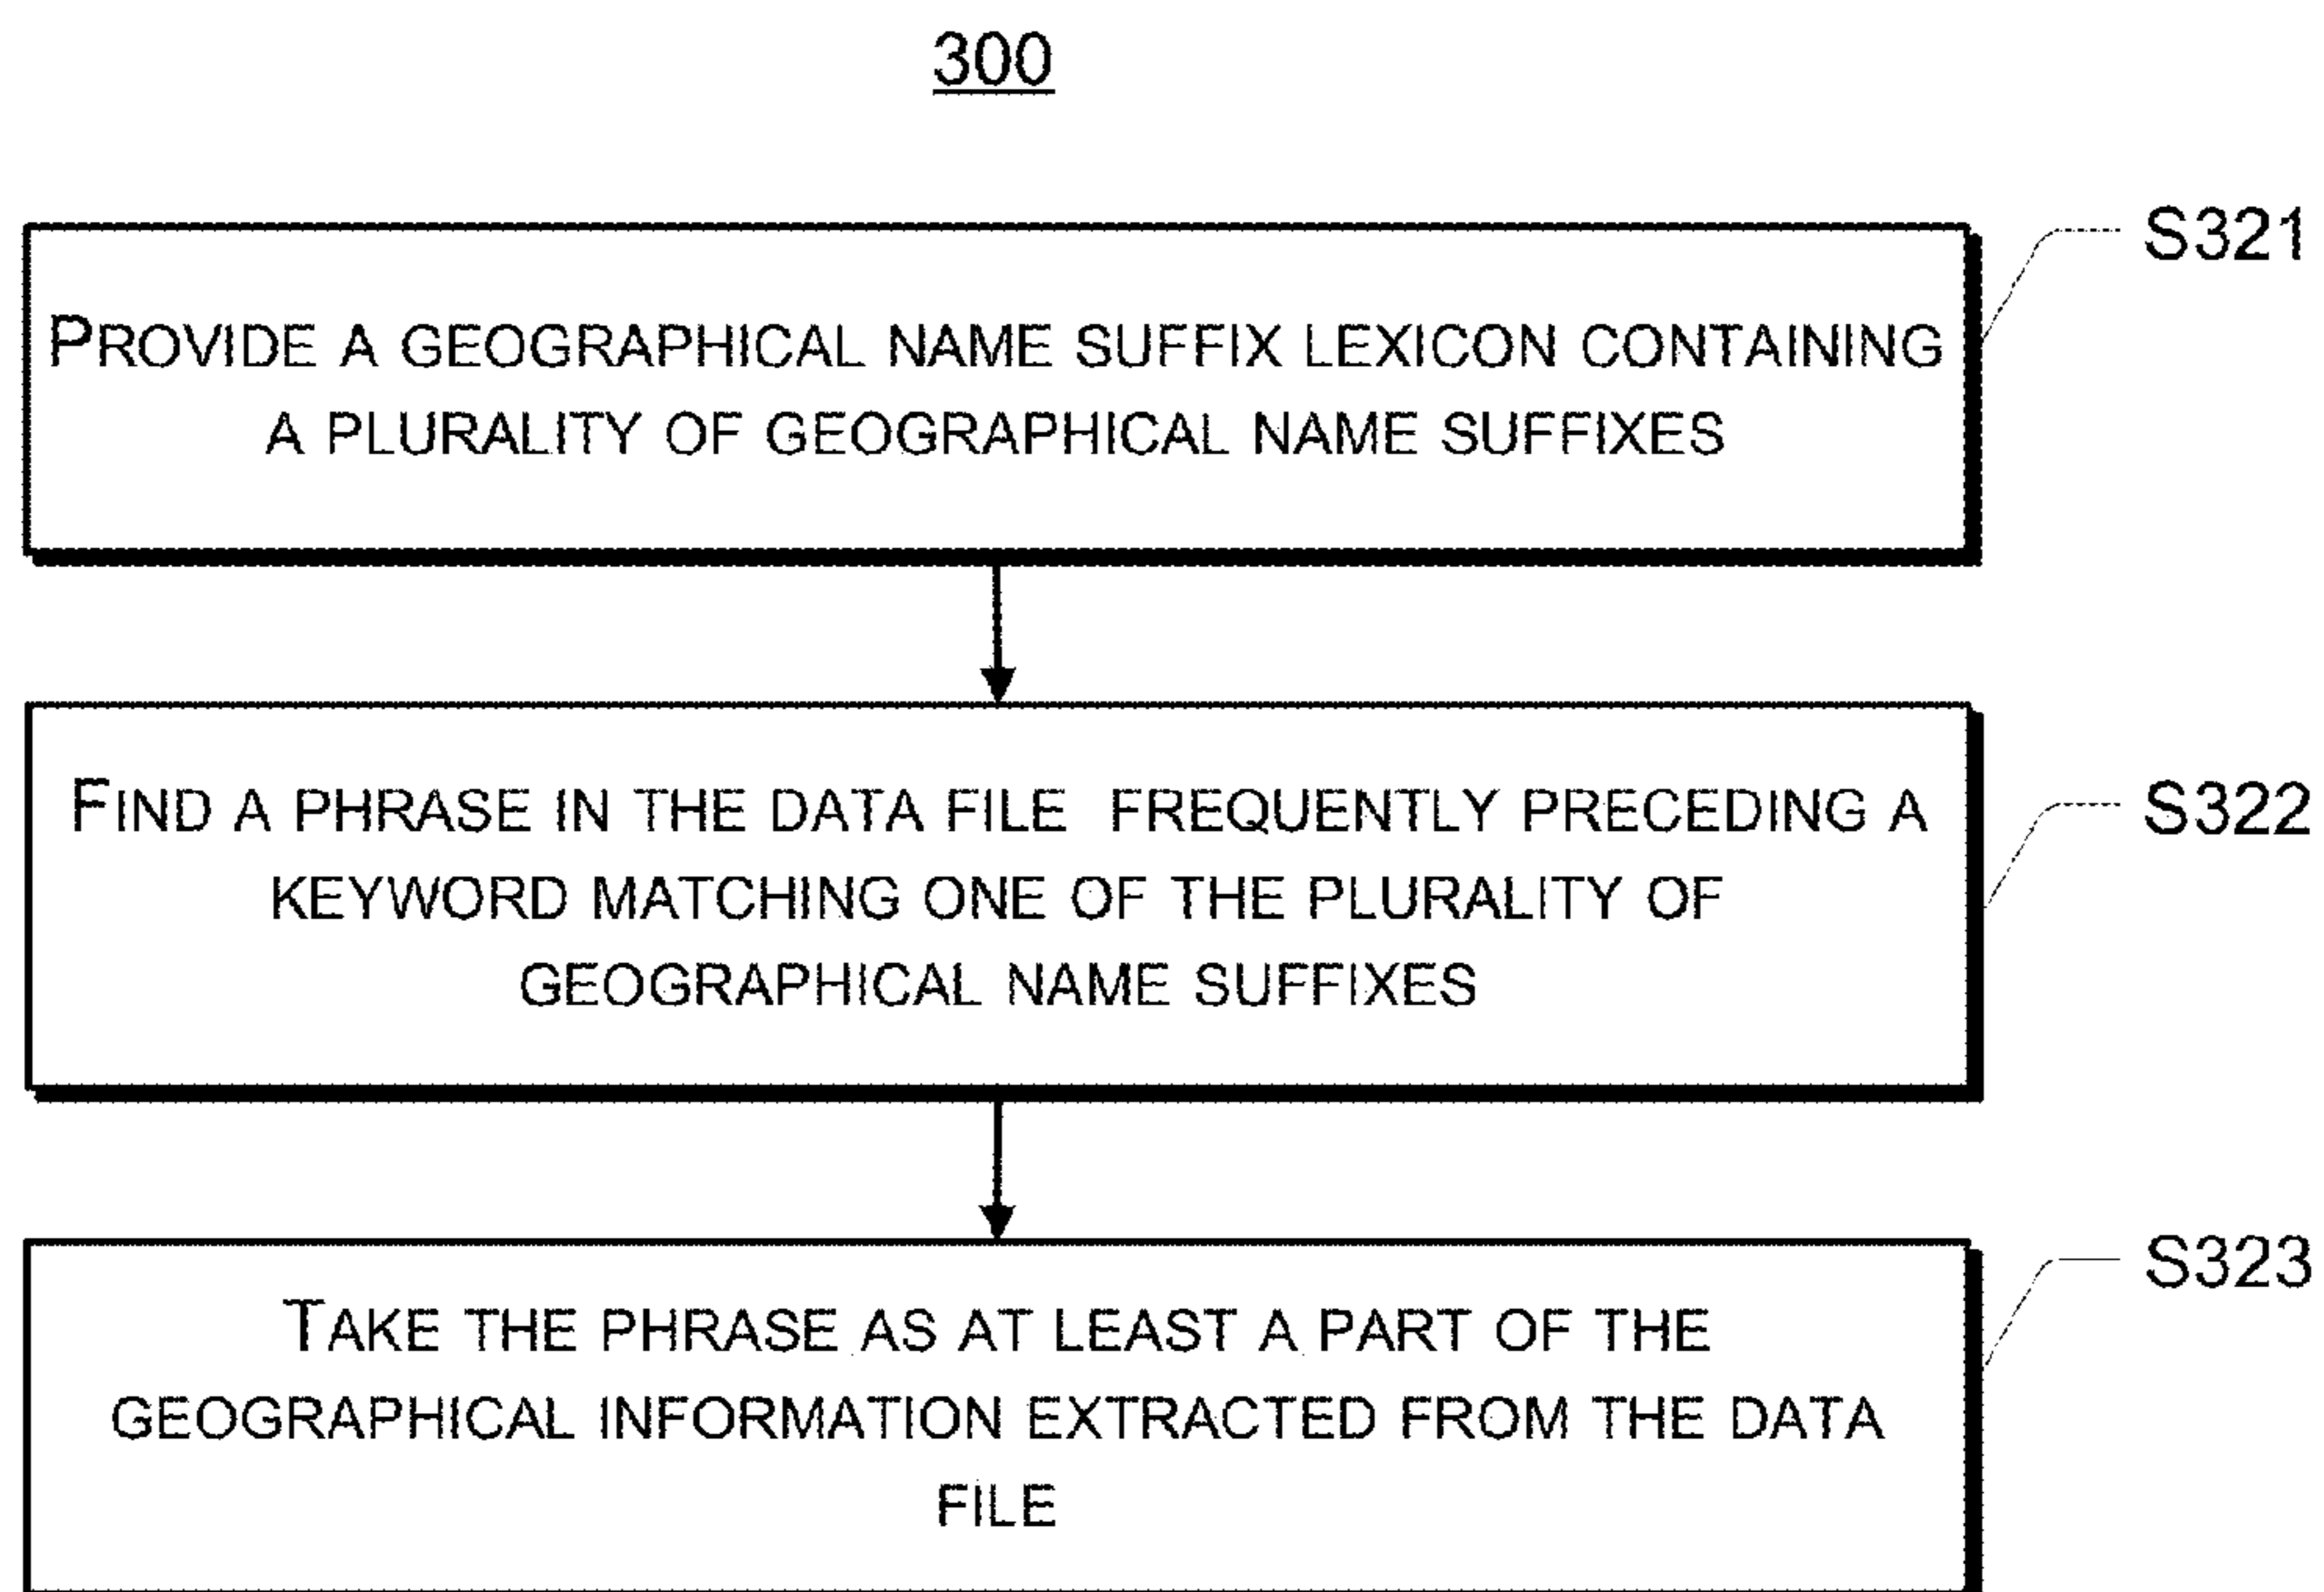 300
S321
PROVIDE A GEOGRAPHICAL NAME SUFFIX LEXICON CONTAINING
A PLURALITY OF GEOGRAPHICAL NAME SUFFIXES
S322
FIND A PHRASE IN THE DATA FILE FREQUENTLY PRECEDING A
KEYWORD MATCHING ONE OF THE PLURALITY OF
GEOGRAPHICAL NAME SUFFIXES
S323
TAKE THE PHRASE AS AT LEAST A PART OF THE
GEOGRAPHICAL INFORMATION EXTRACTED FROM THE DATA
FILE